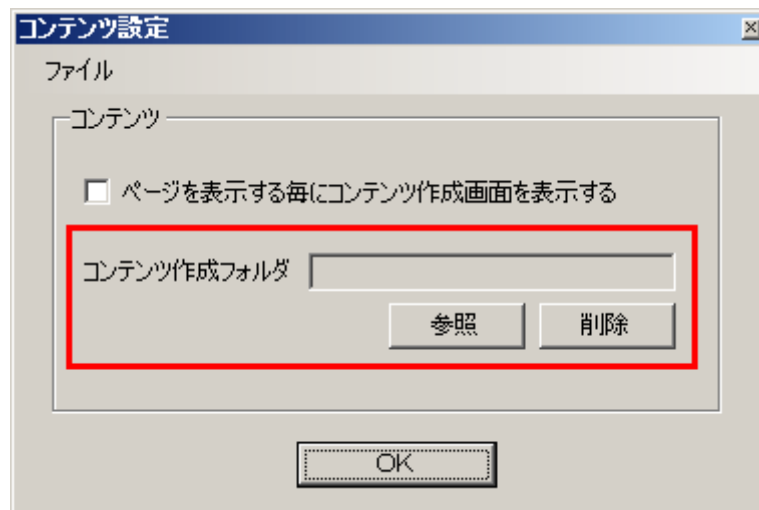 コンテンツ設定
ファイル
コンテンツ
ページを表示する毎にコンテンツ作成画面を表示する
コンテンツ作成フォルダ
参照 削除
OK